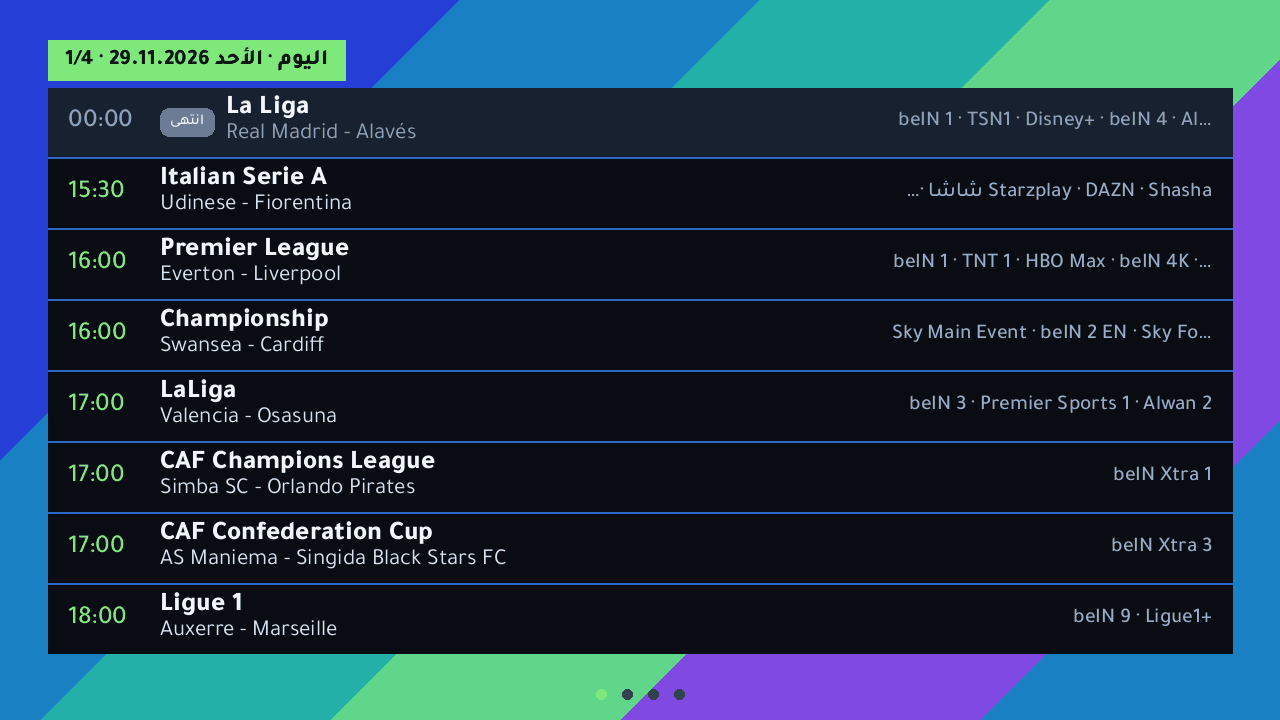 اليوم · الأحد 29.11.2026 · 1/4
00:00
انتهى
La Liga
Real Madrid - Alavés
beIN 1 · TSN1 · Disney+ · beIN 4 · Al…
15:30
Italian Serie A
Udinese - Fiorentina
Starzplay · DAZN · Shasha شاشا ·…
16:00
Premier League
Everton - Liverpool
beIN 1 · TNT 1 · HBO Max · beIN 4K ·…
16:00
Championship
Swansea - Cardiff
Sky Main Event · beIN 2 EN · Sky Fo…
17:00
LaLiga
Valencia - Osasuna
beIN 3 · Premier Sports 1 · Alwan 2
17:00
CAF Champions League
Simba SC - Orlando Pirates
beIN Xtra 1
17:00
CAF Confederation Cup
AS Maniema - Singida Black Stars FC
beIN Xtra 3
18:00
Ligue 1
Auxerre - Marseille
beIN 9 · Ligue1+